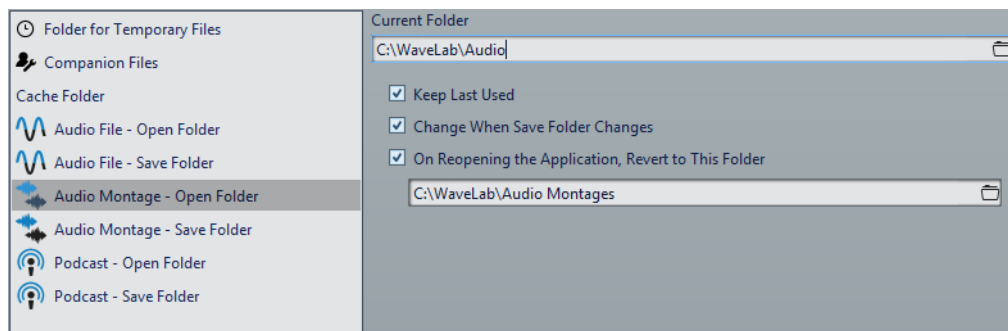 Folder for Temporary Files
Companion Files
Cache Folder
Audio File - Open Folder
Audio File - Save Folder
Audio Montage - Open Folder
Audio Montage - Save Folder
Podcast - Open Folder
Podcast - Save Folder
Current Folder
C:\WaveLab\Audio
Keep Last Used
Change When Save Folder Changes
On Reopening the Application, Revert to This Folder
C:\WaveLab\Audio Montages